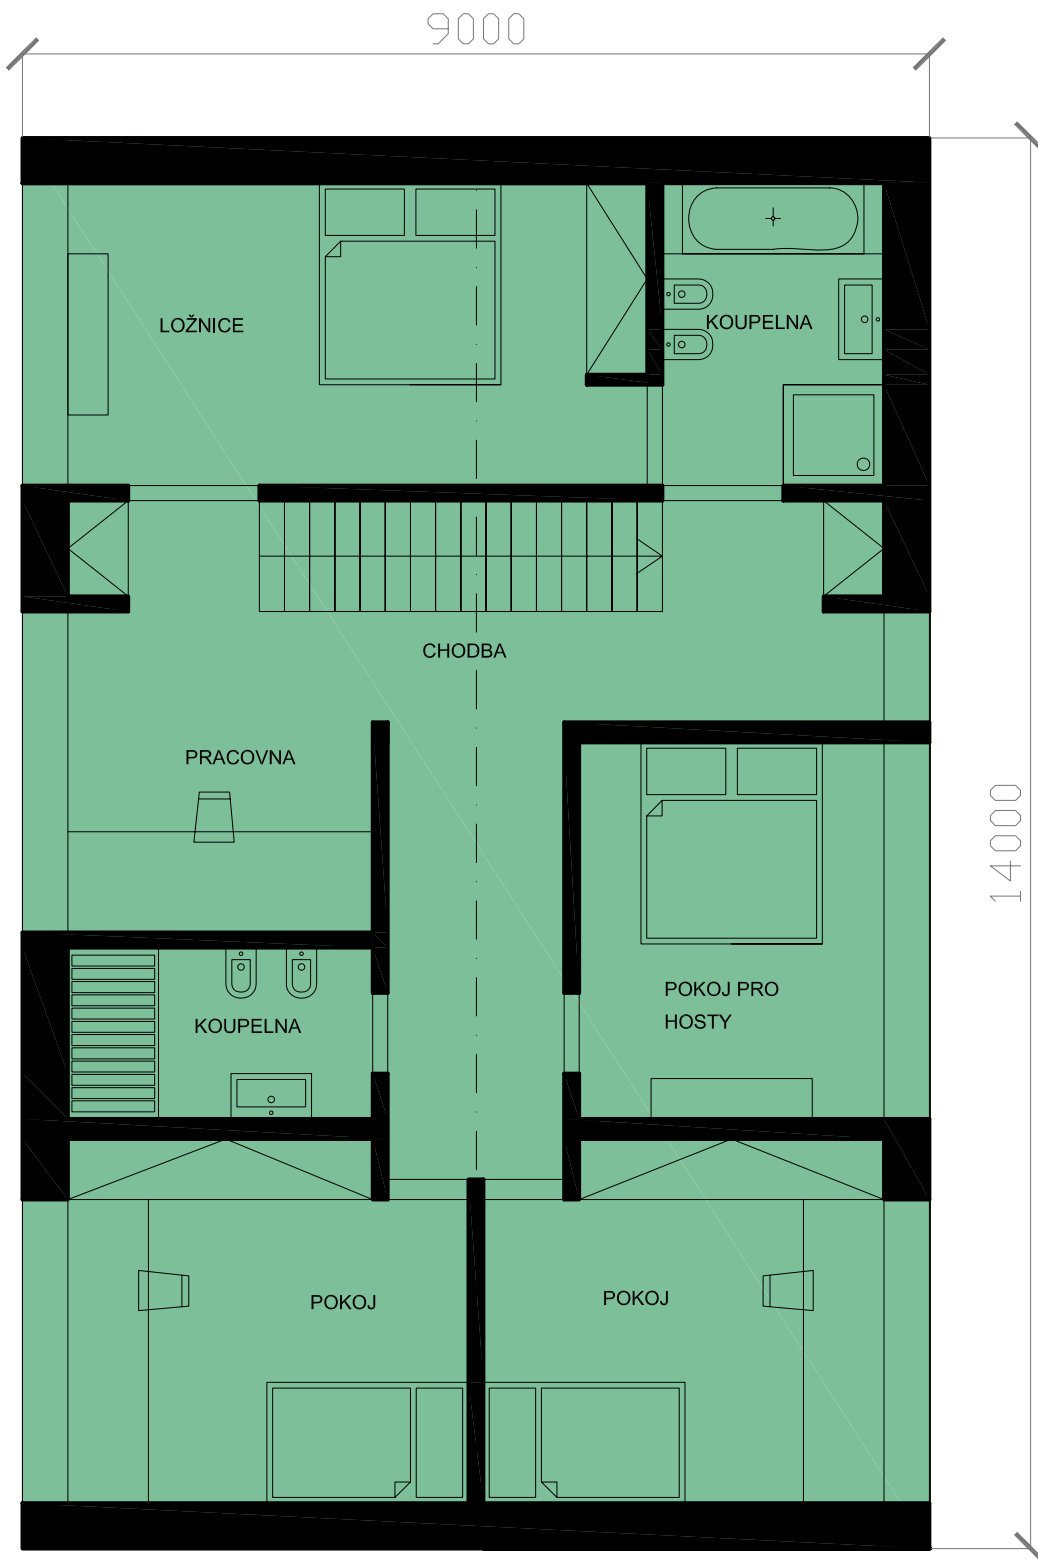 9000
LOŽNICE
KOUPELNA
CHODBA
PRACOVNA
14000
POKOJ PRO
HOSTY
KOUPELNA
POKOJ
POKOJ